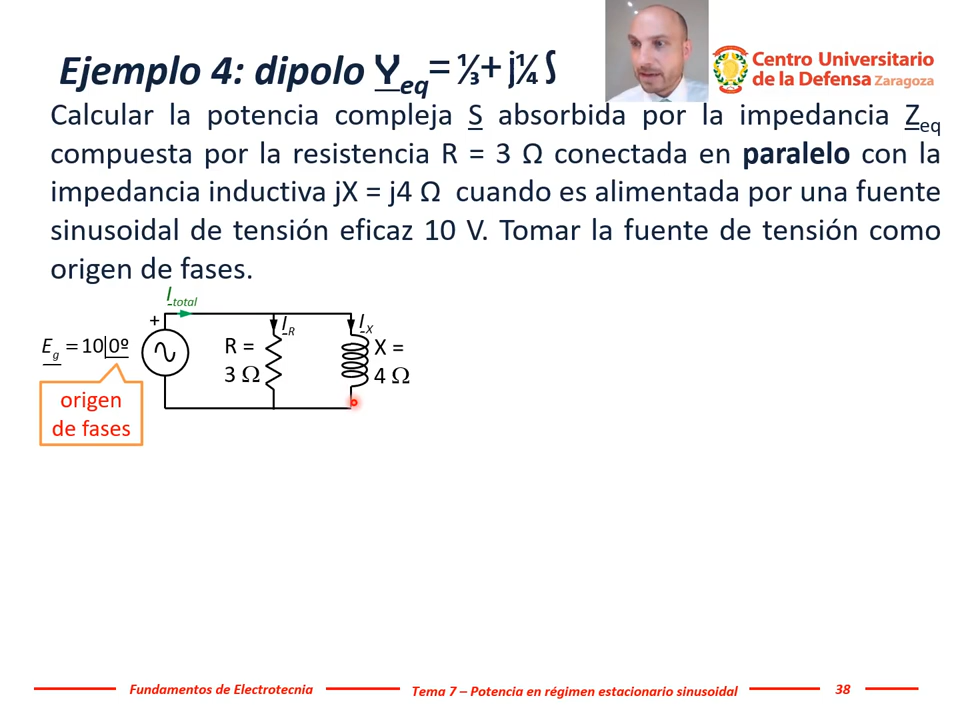 Ejemplo 4: dipolo Yeq= ⅓+ j¼ S
Centro Universitario
de la Defensa Zaragoza
Calcular la potencia compleja S absorbida por la impedancia Zeq
compuesta por la resistencia R = 3 Ω conectada en paralelo con la
impedancia inductiva jX = j4 Ω cuando es alimentada por una fuente
sinusoidal de tensión eficaz 10 V. Tomar la fuente de tensión como
origen de fases.
Itotal
+
IR
IX
Eg = 10|0º
R =
3 Ω
X =
4 Ω
origen
de fases
Fundamentos de Electrotecnia
Tema 7 – Potencia en régimen estacionario sinusoidal
38